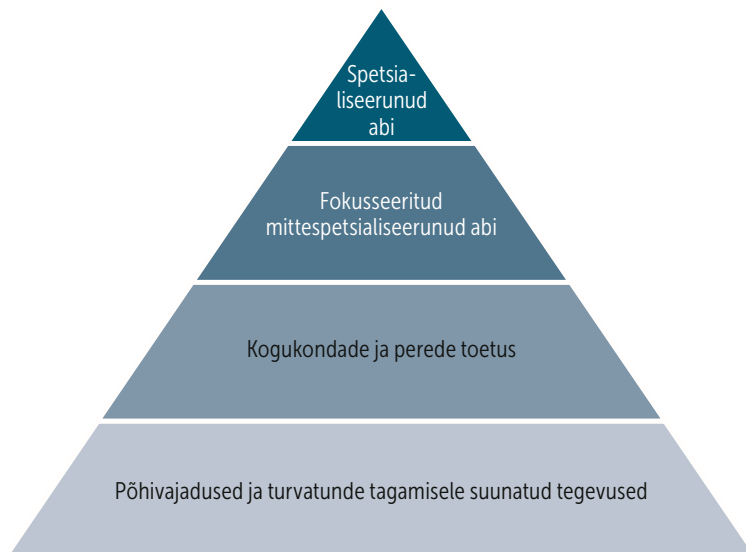 Spetsia-
liseerunud
abi
Fokusseeritud
mittespetsialiseerunud abi
Kogukondade ja perede toetus
Põhivajadused ja turvatunde tagamisele suunatud tegevused